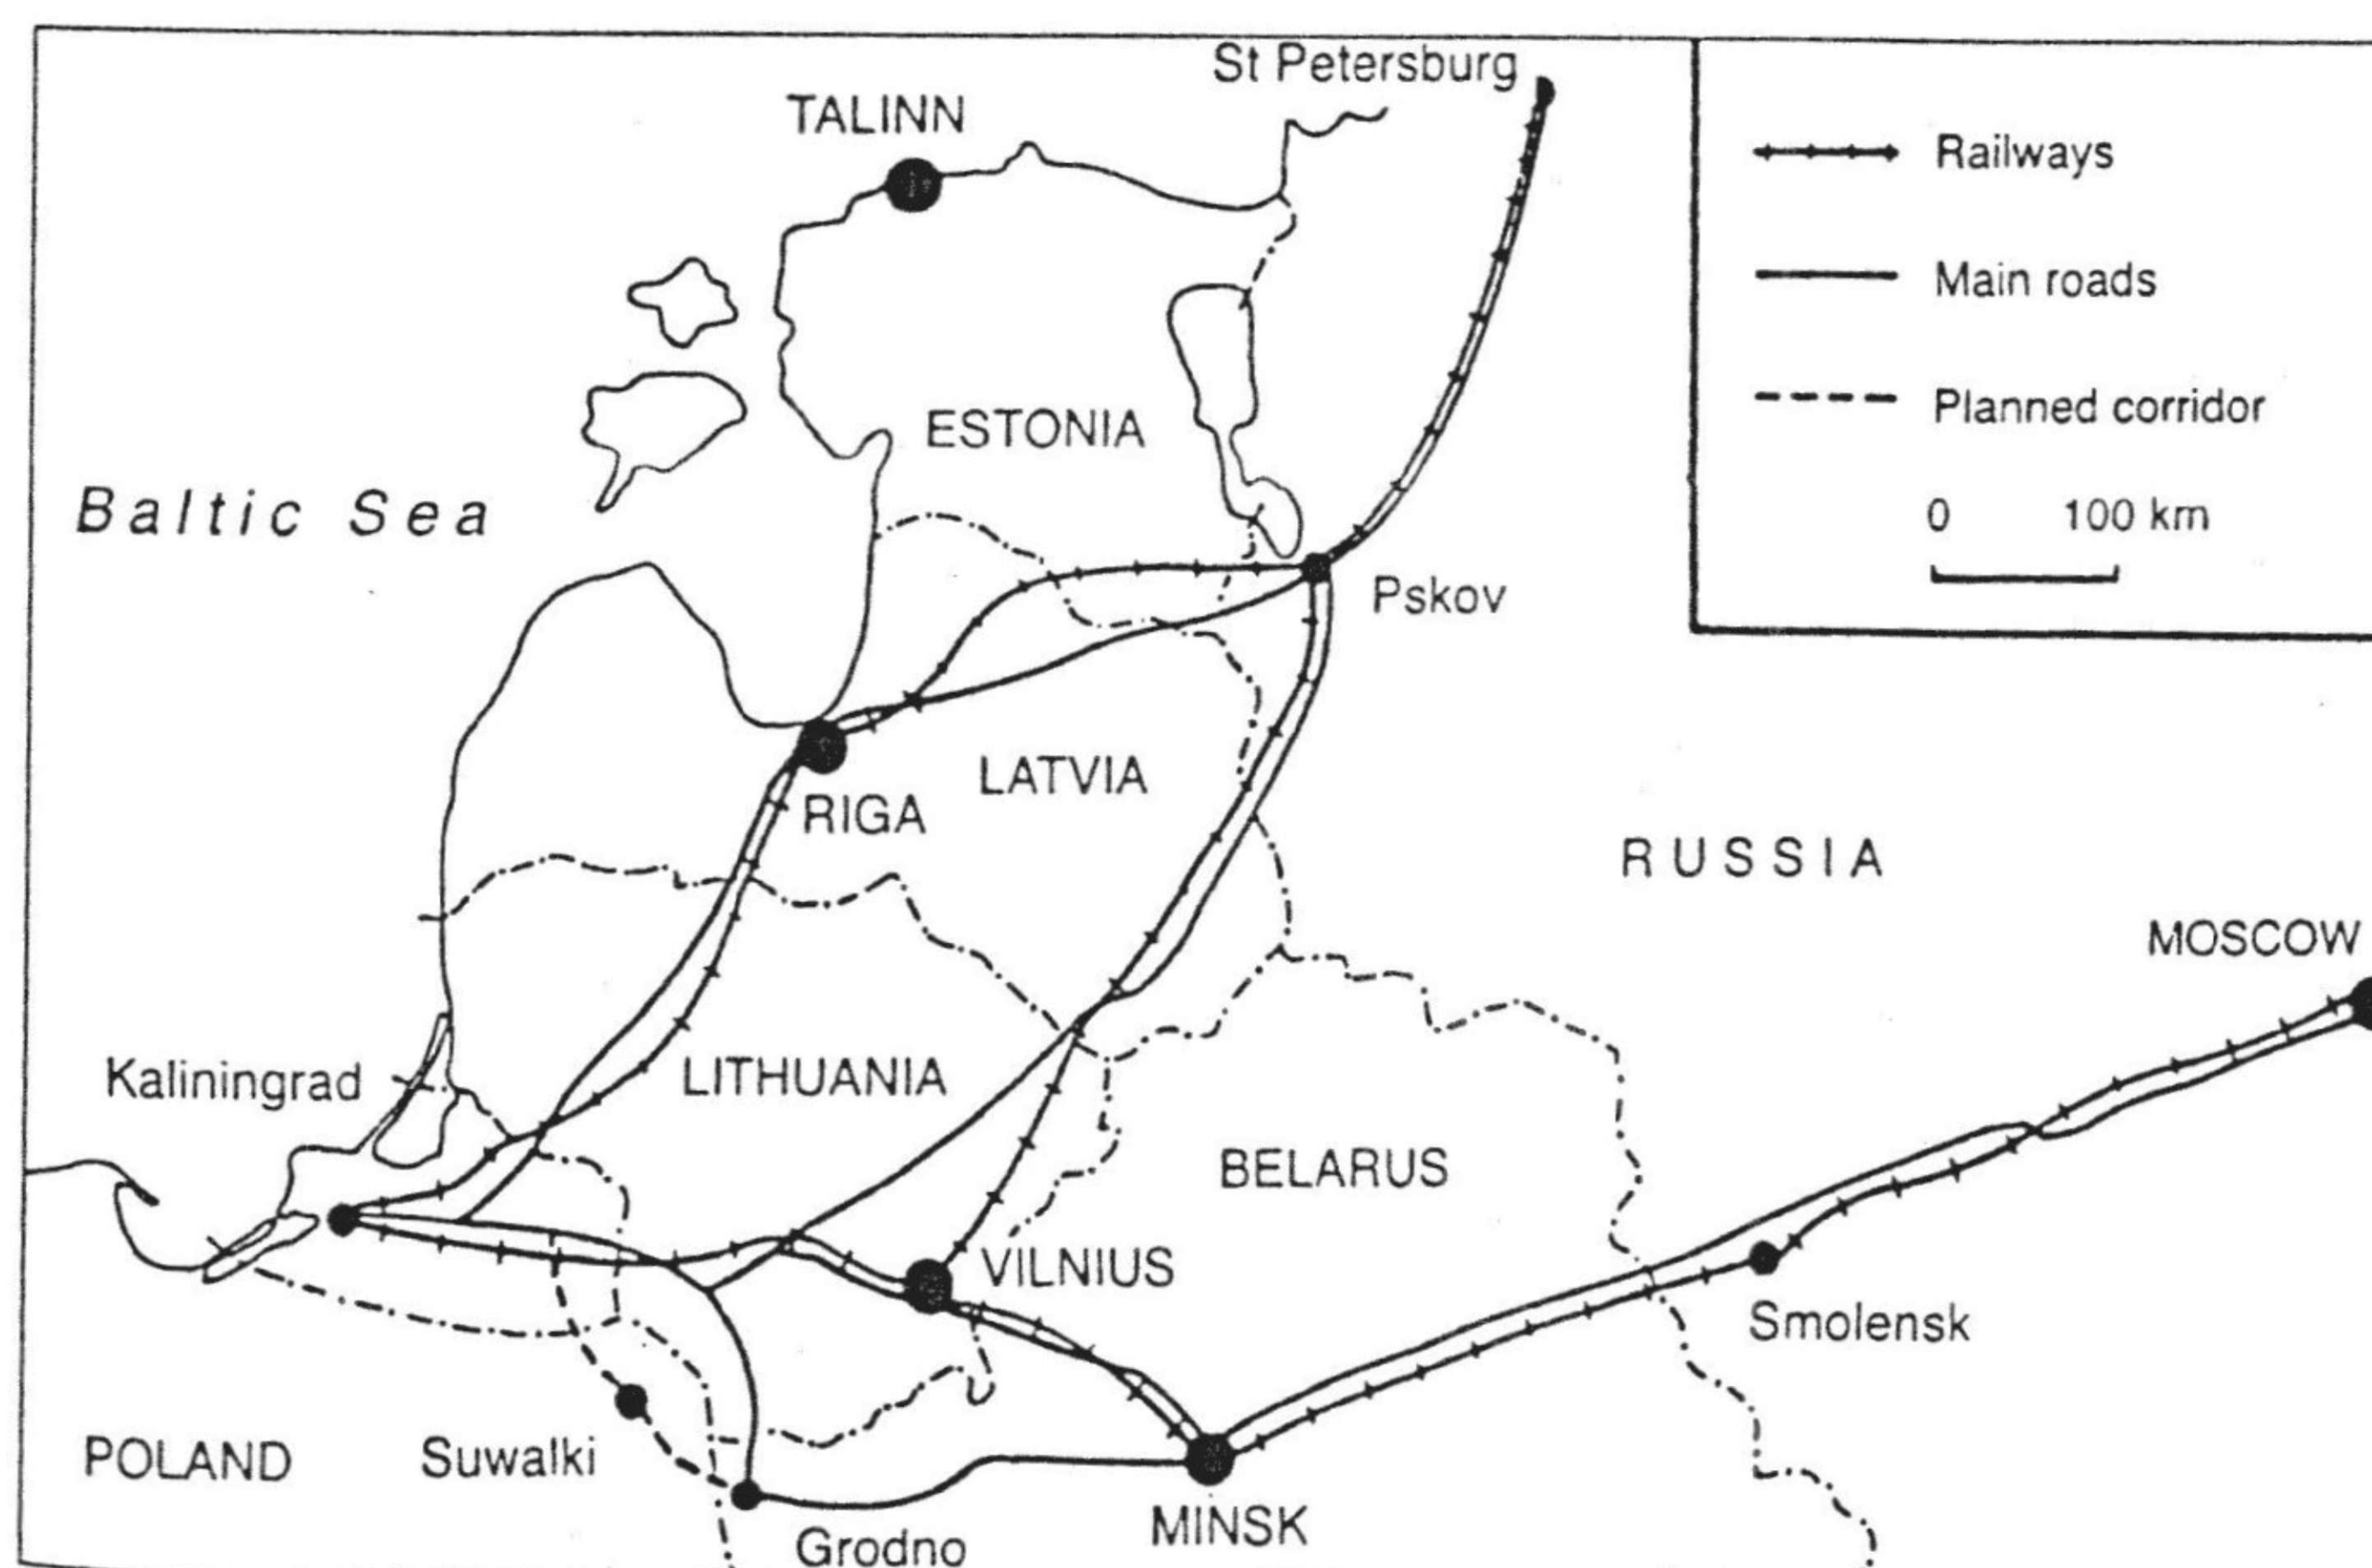 St Petersburg
TALINN
Railways
Main roads
Planned corridor
0 100 km
ESTONIA
Baltic Sea
Pskov
LATVIA
RIGA
RUSSIA
MOSCOW
Kaliningrad
LITHUANIA
BELARUS
VILNIUS
Smolensk
POLAND
Suwalki
MINSK
Grodno